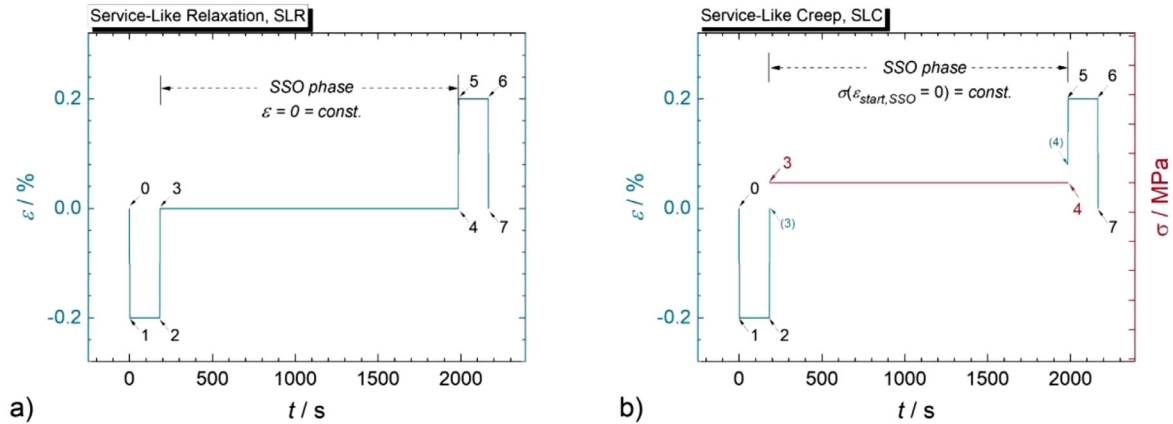 Service-Like Relaxation, SLR
SSO phase
ε = 0 = const.
0 3 5 6
1 2 4 7
0.2
0.0
-0.2
ε / %
0 500 1000 1500 2000
t / s
a)
Service-Like Creep, SLC
SSO phase
σ(εstart,SSO = 0) = const.
5 6
(4)
0 3
(3) 4 7
1 2
0.2
0.0
-0.2
ε / %
σ / MPa
0 500 1000 1500 2000
t / s
b)